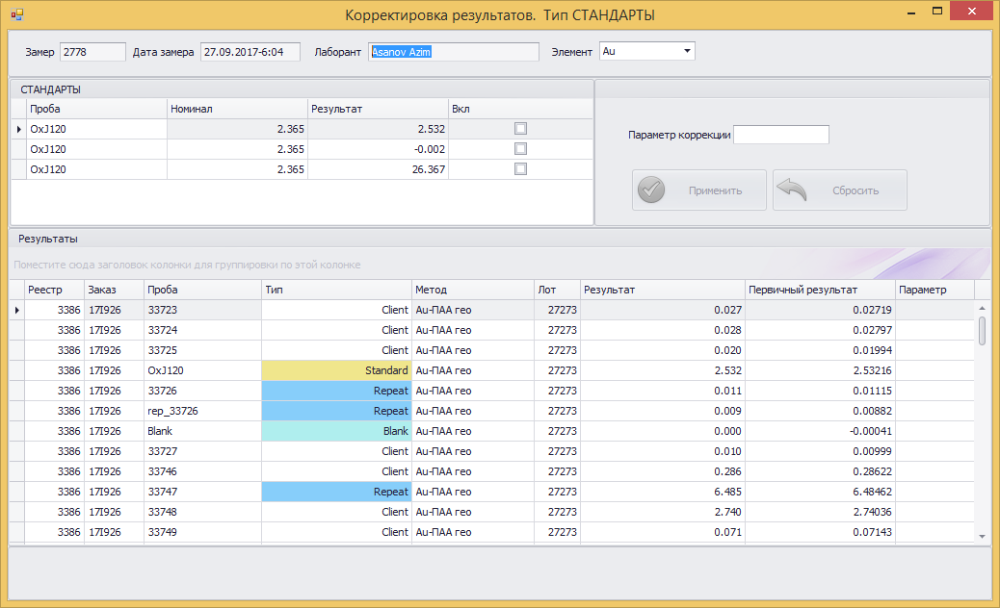 Корректировка результатов. Тип СТАНДАРТЫ
Замер 2778 Дата замера 27.09.2017-6:04 Лаборант Asanov Azim Элемент Au
СТАНДАРТЫ
Проба Номинал Результат Вкл
OxJ120 2.365 2.532
OxJ120 2.365 -0.002
OxJ120 2.365 26.367
Параметр коррекции
Применить Сбросить
Результаты
Поместите сюда заголовок колонки для группировки по этой колонке
Реестр Заказ Проба Тип Метод Лот Результат Первичный результат Параметр
3386 17I926 33723 Client Au-ПАА гео 27273 0.027 0.02719
3386 17I926 33724 Client Au-ПАА гео 27273 0.028 0.02797
3386 17I926 33725 Client Au-ПАА гео 27273 0.020 0.01994
3386 17I926 OxJ120 Standard Au-ПАА гео 27273 2.532 2.53216
3386 17I926 33726 Repeat Au-ПАА гео 27273 0.011 0.01115
3386 17I926 rep_33726 Repeat Au-ПАА гео 27273 0.009 0.00882
3386 17I926 Blank Blank Au-ПАА гео 27273 0.000 -0.00041
3386 17I926 33727 Client Au-ПАА гео 27273 0.010 0.00999
3386 17I926 33746 Client Au-ПАА гео 27273 0.286 0.28622
3386 17I926 33747 Repeat Au-ПАА гео 27273 6.485 6.48462
3386 17I926 33748 Client Au-ПАА гео 27273 2.740 2.74036
3386 17I926 33749 Client Au-ПАА гео 27273 0.071 0.07143